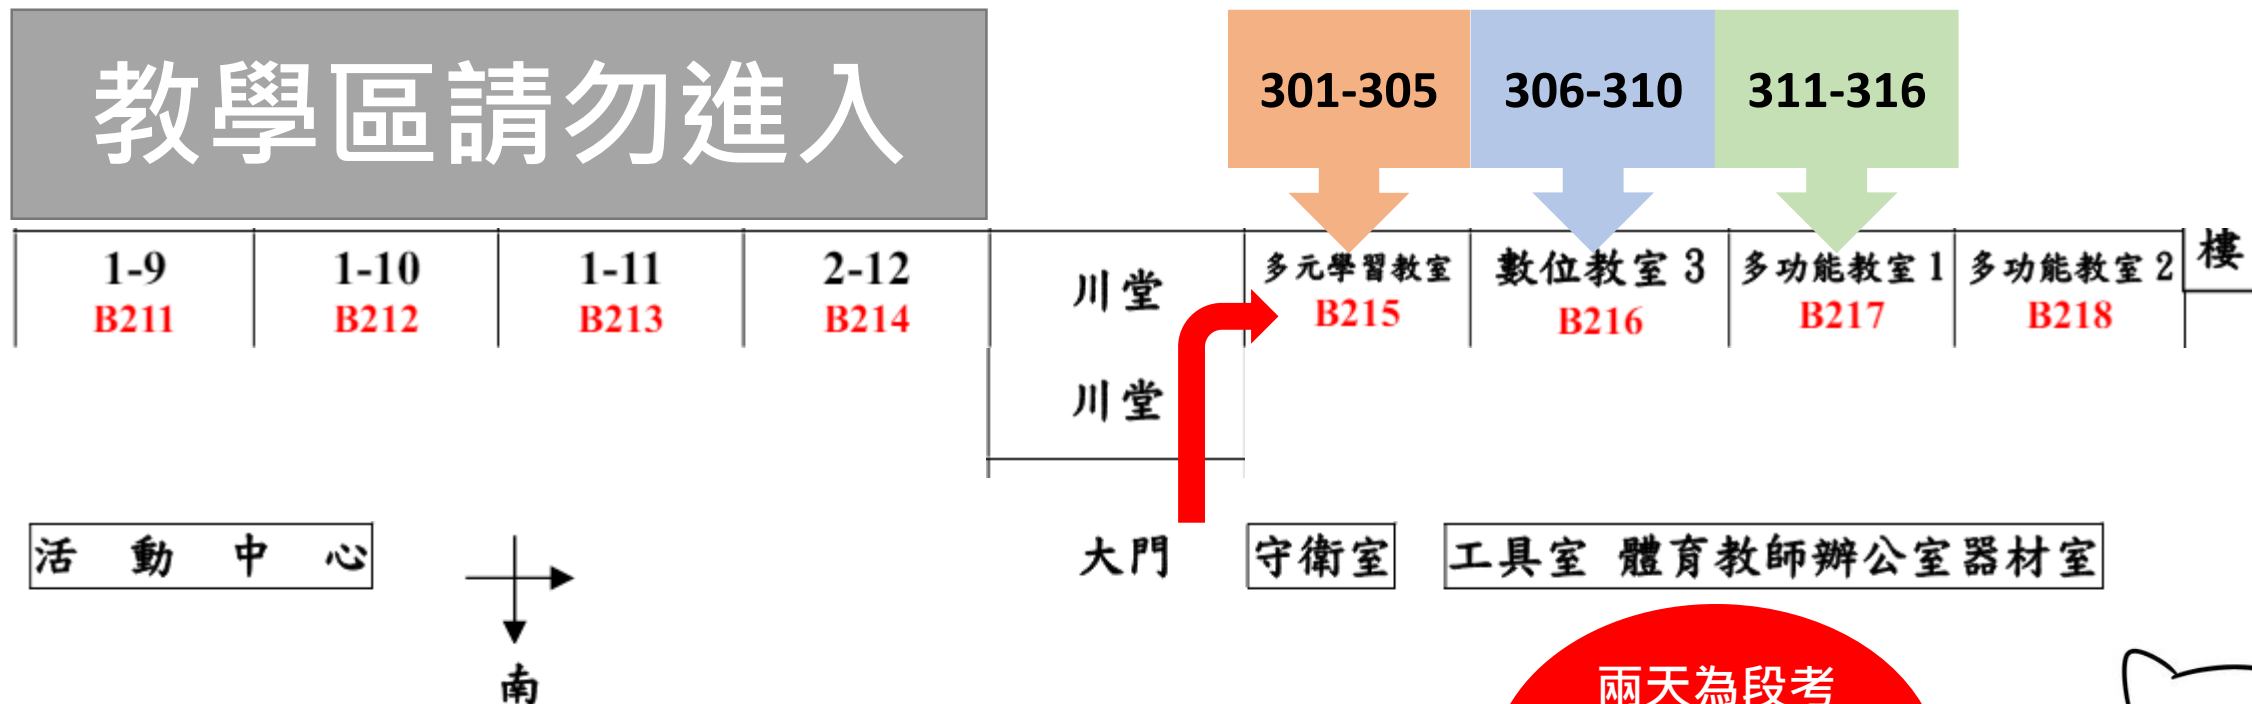 教學區請勿進入
301-305 306-310 311-316
1-9 1-10 1-11 2-12 川堂 多元學習教室 數位教室 3 多功能教室 1 多功能教室 2 樓
B211 B212 B213 B214 B215 B216 B217 B218
川堂
活動中心 大門 守衛室 工具室 體育教師辦公室器材室
南
兩天為段考